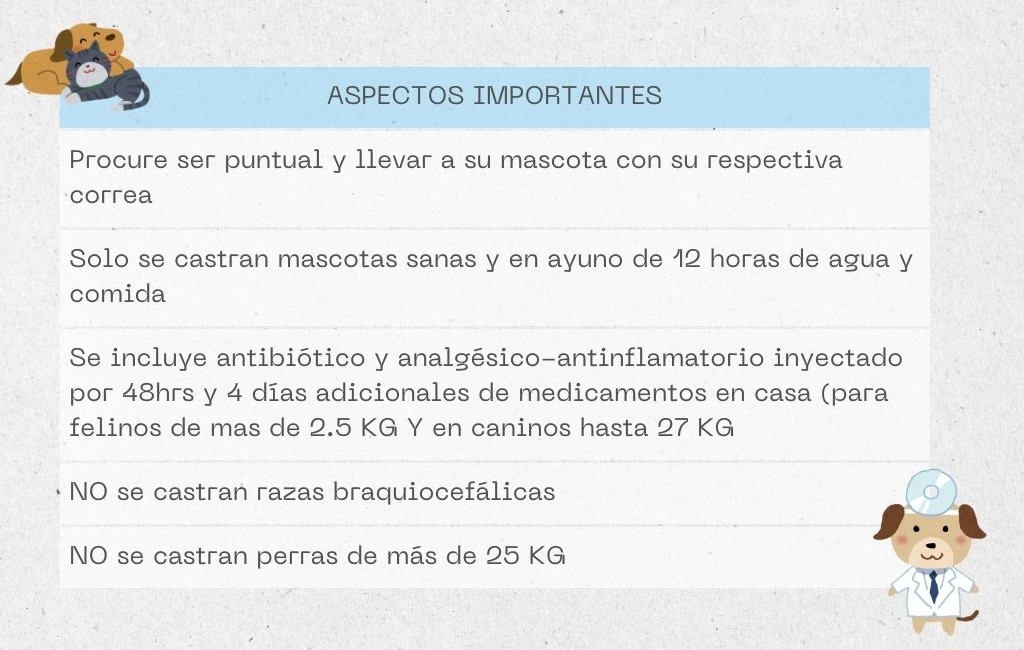 ASPECTOS IMPORTANTES
Procure ser puntual y llevar a su mascota con su respectiva
correa
Solo se castran mascotas sanas y en ayuno de 12 horas de agua y
comida
Se incluye antibiótico y analgésico-antinflamatorio inyectado
por 48hrs y 4 días adicionales de medicamentos en casa (para
felinos de mas de 2.5 KG Y en caninos hasta 27 KG
NO se castran razas braquiocefálicas
NO se castran perras de más de 25 KG